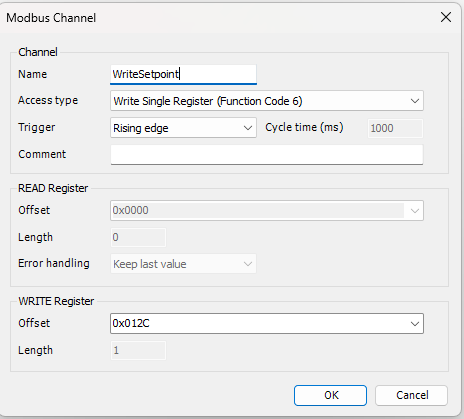 Modbus Channel
Channel
Name WriteSetpoint
Access type Write Single Register (Function Code 6)
Trigger Rising edge Cycle time (ms) 1000
Comment
READ Register
Offset 0x0000
Length 0
Error handling Keep last value
WRITE Register
Offset 0x012C
Length 1
OK Cancel